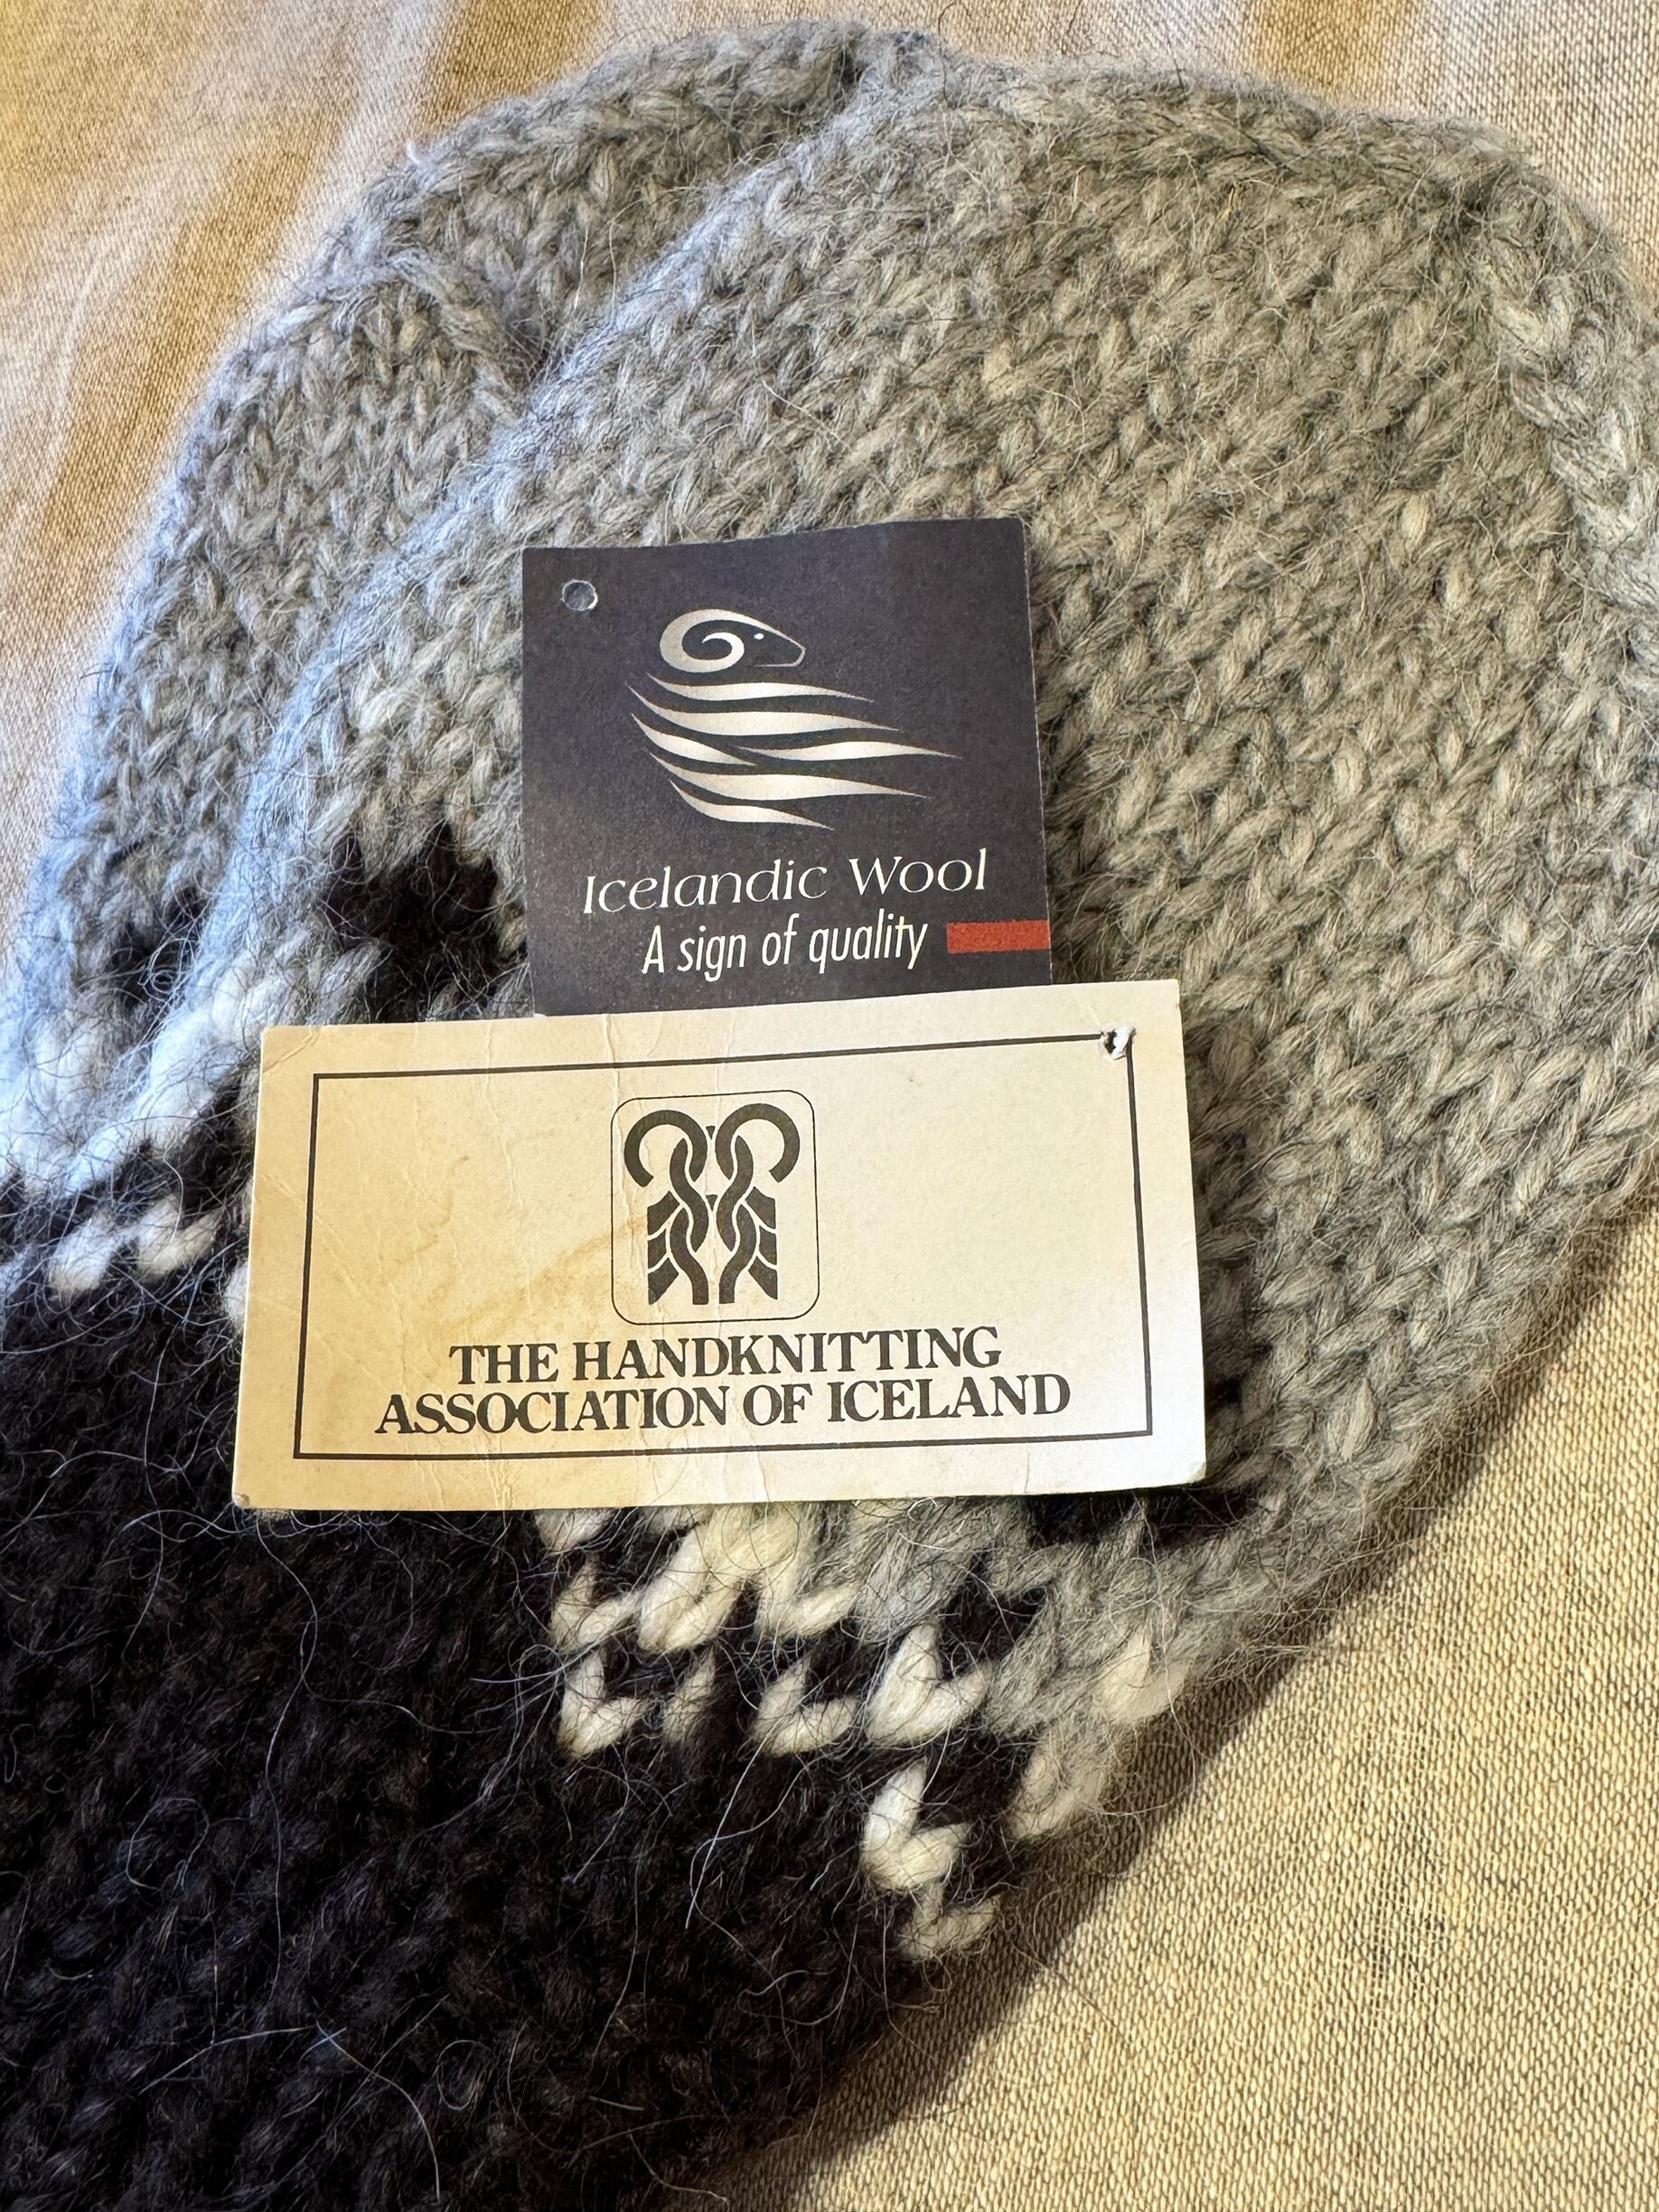 Icelandic Wool
A sign of quality
THE HANDKNITTING
ASSOCIATION OF ICELAND